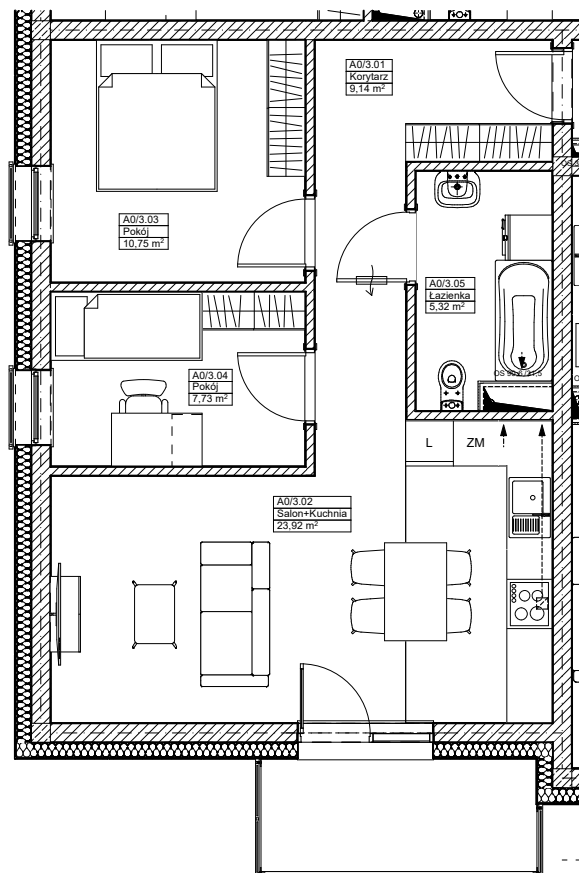 A0/3.01
Korytarz
9,14 m²
A0/3.03
Pokój
10,75 m²
A0/3.05
Łazienka
5,32 m²
A0/3.04
Pokój
7,73 m²
L
ZM
A0/3.02
Salon+Kuchnia
23,92 m²